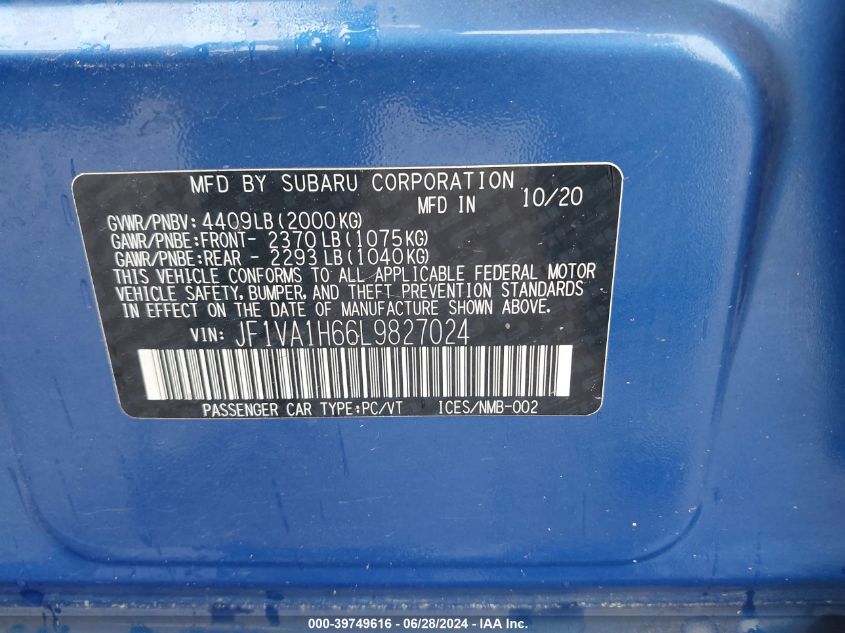 MFD BY SUBARU CORPORATION
MFD IN 10/20
GVWR/PNBV: 4409LB(2000KG)
GAWR/PNBE:FRONT- 2370LB(1075KG)
GAWR/PNBE:REAR - 2293LB(1040KG)
THIS VEHICLE CONFORMS TO ALL APPLICABLE FEDERAL MOTOR
VEHICLE SAFETY, BUMPER, AND THEFT PREVENTION STANDARDS
IN EFFECT ON THE DATE OF MANUFACTURE SHOWN ABOVE.
VIN: JF1VA1H66L9827024
PASSENGER CAR TYPE:PC/VT ICES/NMB-002
000-39749616 - 06/28/2024 - IAA Inc.